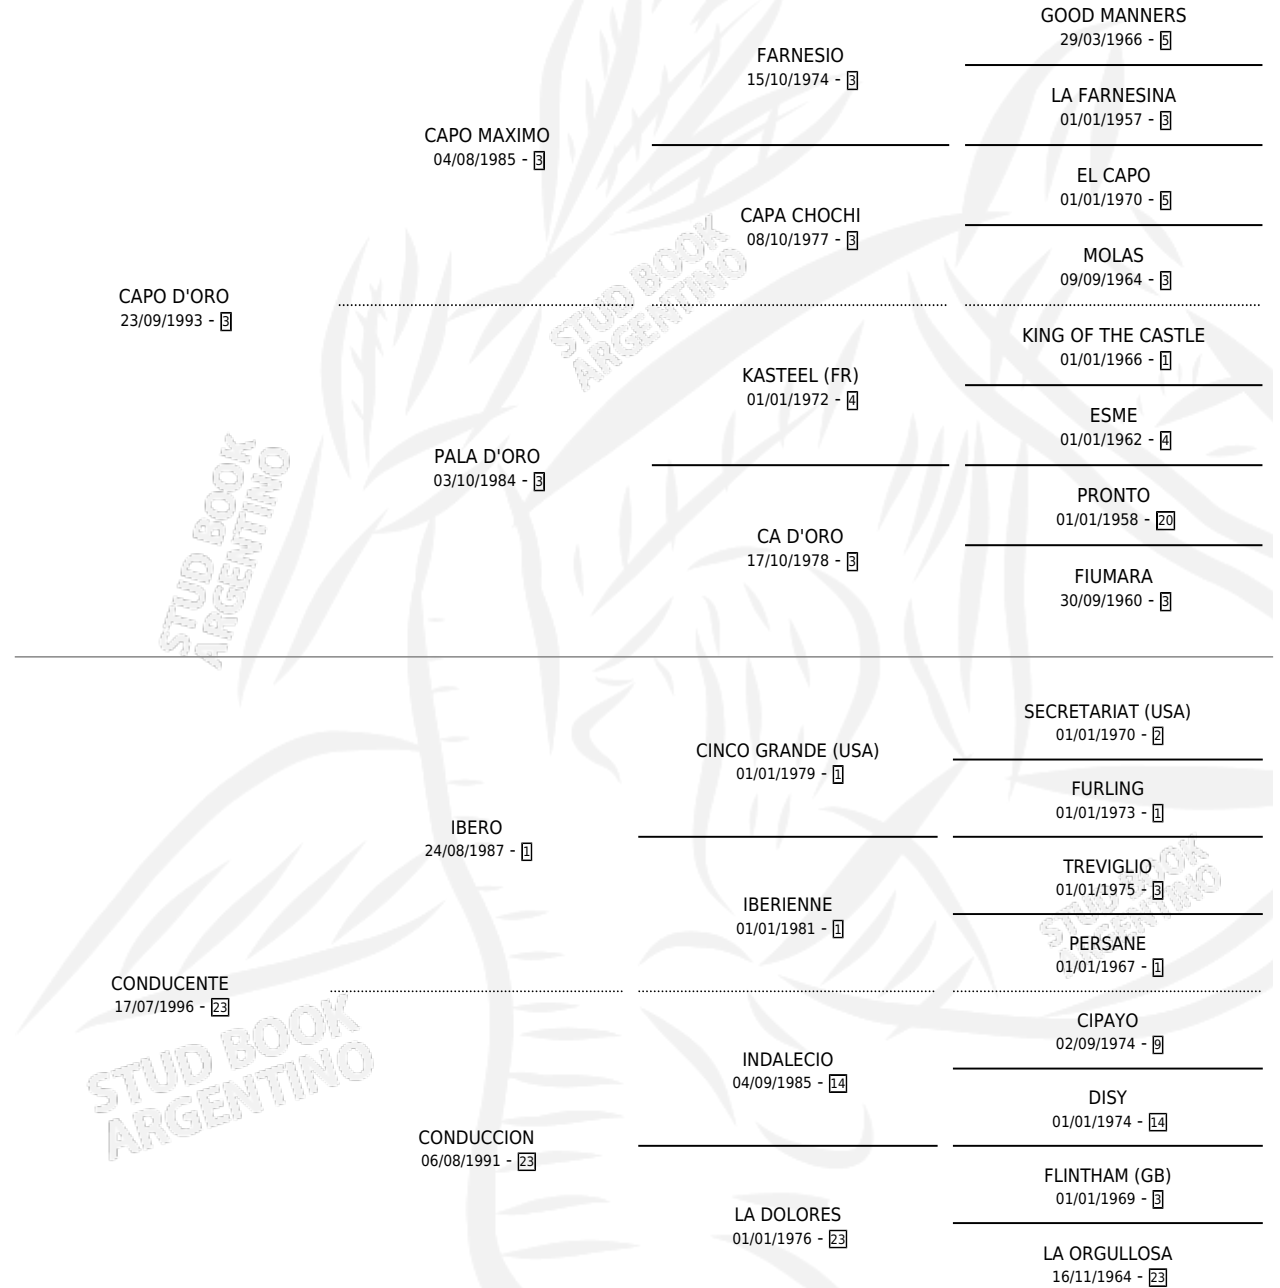 GOOD MANNERS
29/03/1966 - 5
FARNESIO
15/10/1974 - 3
LA FARNESINA
01/01/1957 - 3
CAPO MAXIMO
04/08/1985 - 3
EL CAPO
01/01/1970 - 5
CAPA CHOCHI
08/10/1977 - 3
MOLAS
09/09/1964 - 3
CAPO D'ORO
23/09/1993 - 3
KING OF THE CASTLE
01/01/1966 - 1
KASTEEL (FR)
01/01/1972 - 4
ESME
01/01/1962 - 4
PALA D'ORO
03/10/1984 - 3
PRONTO
01/01/1958 - 20
CA D'ORO
17/10/1978 - 3
FIUMARA
30/09/1960 - 3
SECRETARIAT (USA)
01/01/1970 - 2
CINCO GRANDE (USA)
01/01/1979 - 1
FURLING
01/01/1973 - 1
IBERO
24/08/1987 - 1
TREVIGLIO
01/01/1975 - 3
IBERIENNE
01/01/1981 - 1
PERSANE
01/01/1967 - 1
CONDUCENTE
17/07/1996 - 23
CIPAYO
02/09/1974 - 9
INDALECIO
04/09/1985 - 14
DISY
01/01/1974 - 14
CONDUCCION
06/08/1991 - 23
FLINTHAM (GB)
01/01/1969 - 3
LA DOLORES
01/01/1976 - 23
LA ORGULLOSA
16/11/1964 - 23
STUD BOOK
ARGENTINO
STUD BOOK
ARGENTINO
STUD BOOK
ARGENTINO
STUD BOOK
ARGENTINO